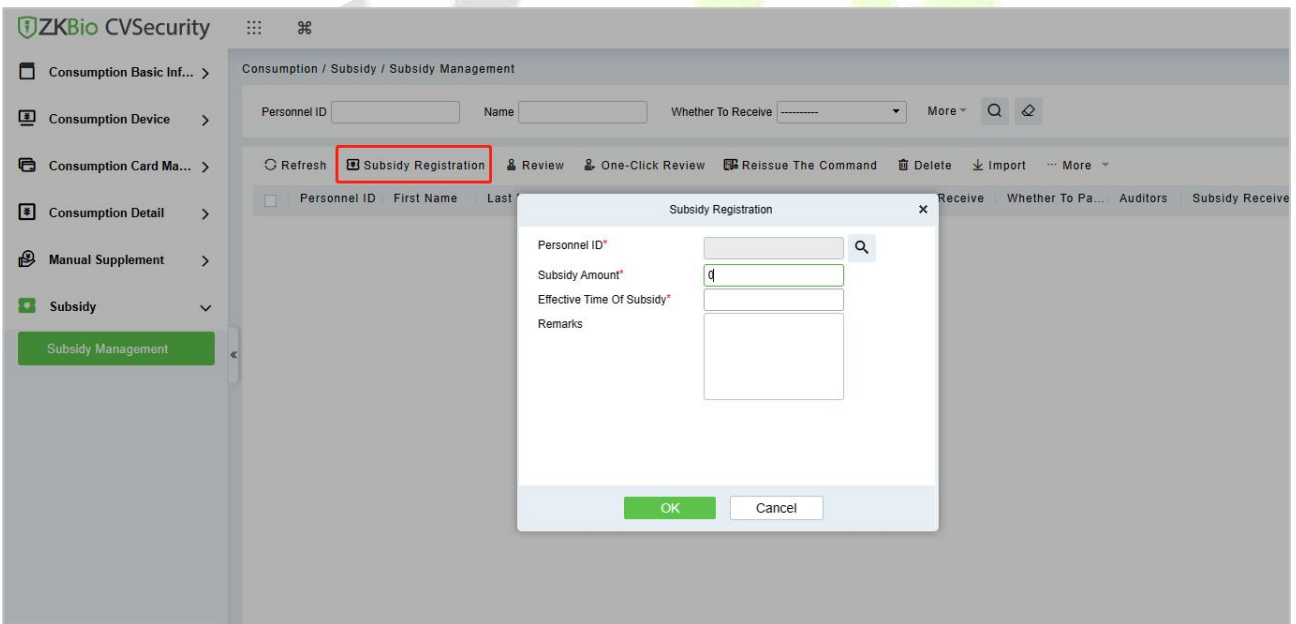 ZKBio CVSecurity
Consumption Basic Inf...
Consumption Device
Consumption Card Ma...
Consumption Detail
Manual Supplement
Subsidy
Subsidy Management
Consumption / Subsidy / Subsidy Management
Personnel ID Name Whether To Receive ---------- More
Refresh Subsidy Registration Review One-Click Review Reissue The Command Delete Import ··· More
Personnel ID First Name Last Receive Whether To Pa... Auditors Subsidy Receive
Subsidy Registration
Personnel ID*
Subsidy Amount* 0
Effective Time Of Subsidy*
Remarks
OK Cancel